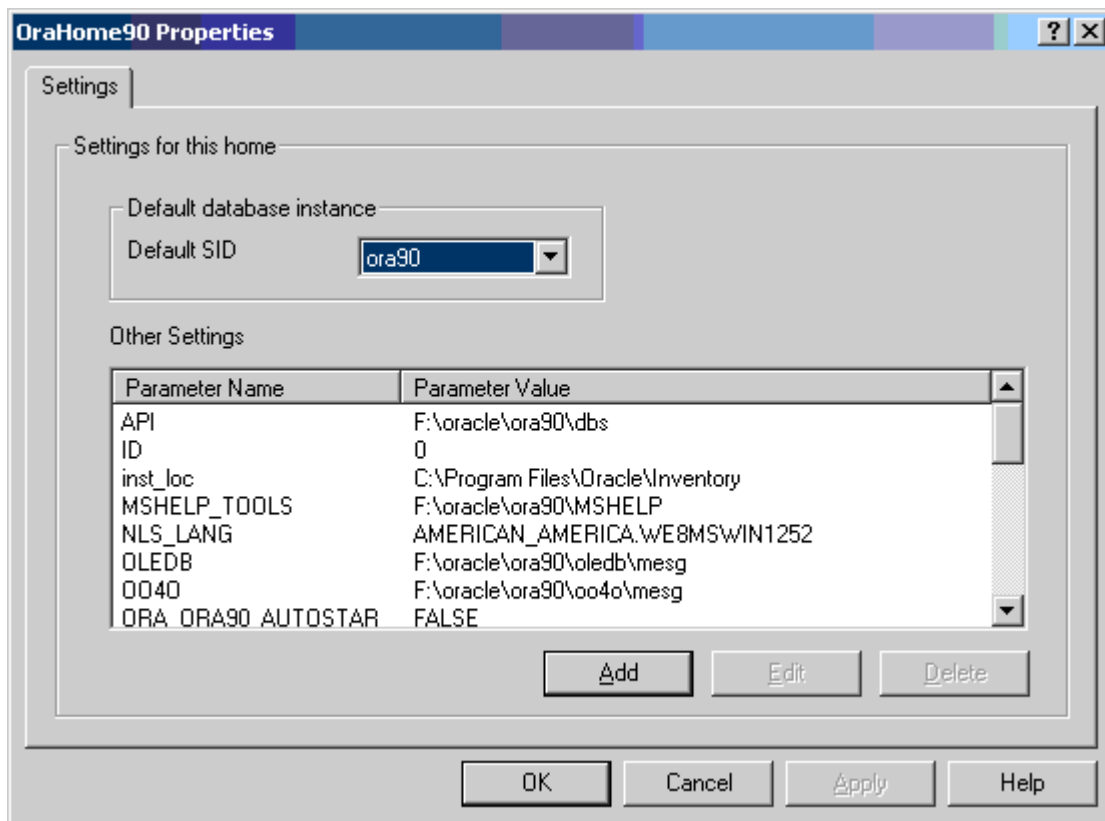 OraHome90 Properties
Settings
Settings for this home
Default database instance
Default SID
ora90
Other Settings
Parameter Name Parameter Value
API F:\oracle\ora90\dbs
ID 0
inst_loc C:\Program Files\Oracle\Inventory
MSHELP_TOOLS F:\oracle\ora90\MSHELP
NLS_LANG AMERICAN_AMERICA.WE8MSWIN1252
OLEDB F:\oracle\ora90\oledb\mesg
OO4O F:\oracle\ora90\oo4o\mesg
ORA_ORA90_AUTOSTAR FALSE
Add Edit Delete
OK Cancel Apply Help